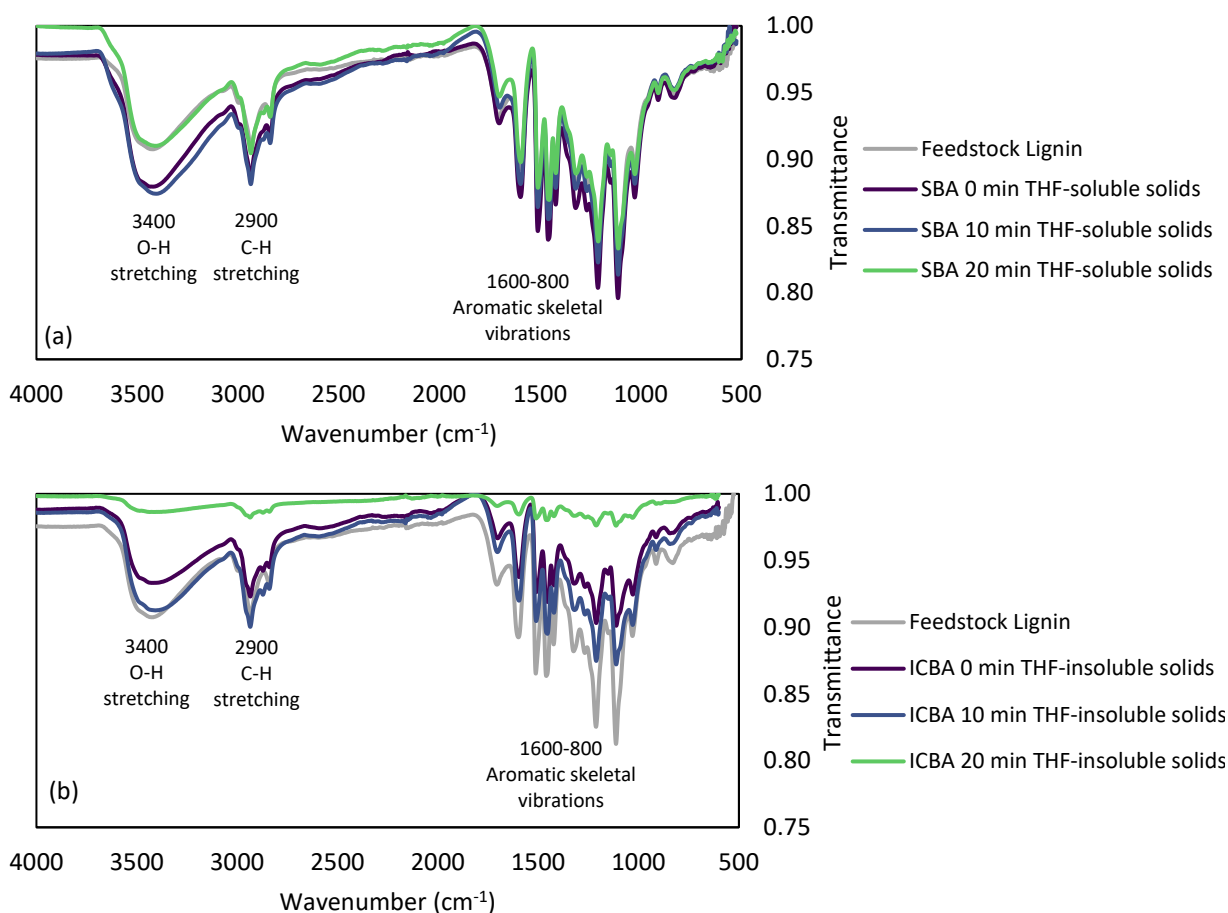 1.00
0.95
0.90
0.85
0.80
0.75
Transmittance
Feedstock Lignin
SBA 0 min THF-soluble solids
SBA 10 min THF-soluble solids
SBA 20 min THF-soluble solids
3400
O-H
stretching
2900
C-H
stretching
1600-800
Aromatic skeletal
vibrations
(a)
4000 3500 3000 2500 2000 1500 1000 500
Wavenumber (cm⁻¹)
1.00
0.95
0.90
0.85
0.80
0.75
Transmittance
Feedstock Lignin
ICBA 0 min THF-insoluble solids
ICBA 10 min THF-insoluble solids
ICBA 20 min THF-insoluble solids
3400
O-H
stretching
2900
C-H
stretching
1600-800
Aromatic skeletal
vibrations
(b)
4000 3500 3000 2500 2000 1500 1000 500
Wavenumber (cm⁻¹)